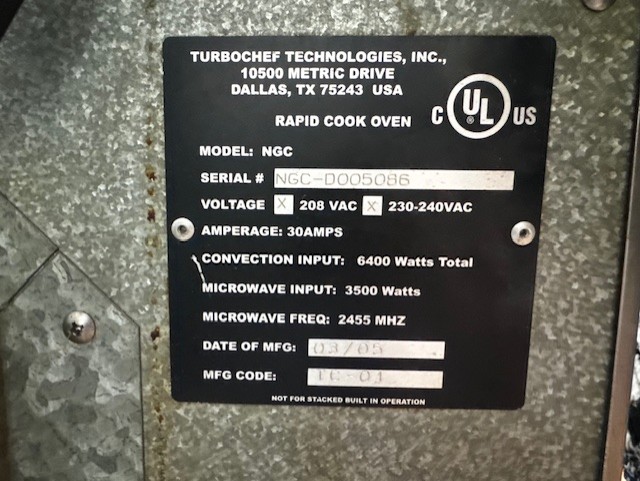 TURBOCHEF TECHNOLOGIES, INC.,
10500 METRIC DRIVE
DALLAS, TX 75243 USA
RAPID COOK OVEN
C UL ® US
MODEL: NGC
SERIAL # NGC-D005086
VOLTAGE X 208 VAC X 230-240VAC
AMPERAGE: 30AMPS
CONVECTION INPUT: 6400 Watts Total
MICROWAVE INPUT: 3500 Watts
MICROWAVE FREQ: 2455 MHZ
DATE OF MFG: 03/05
MFG CODE: TC-01
NOT FOR STACKED BUILT IN OPERATION